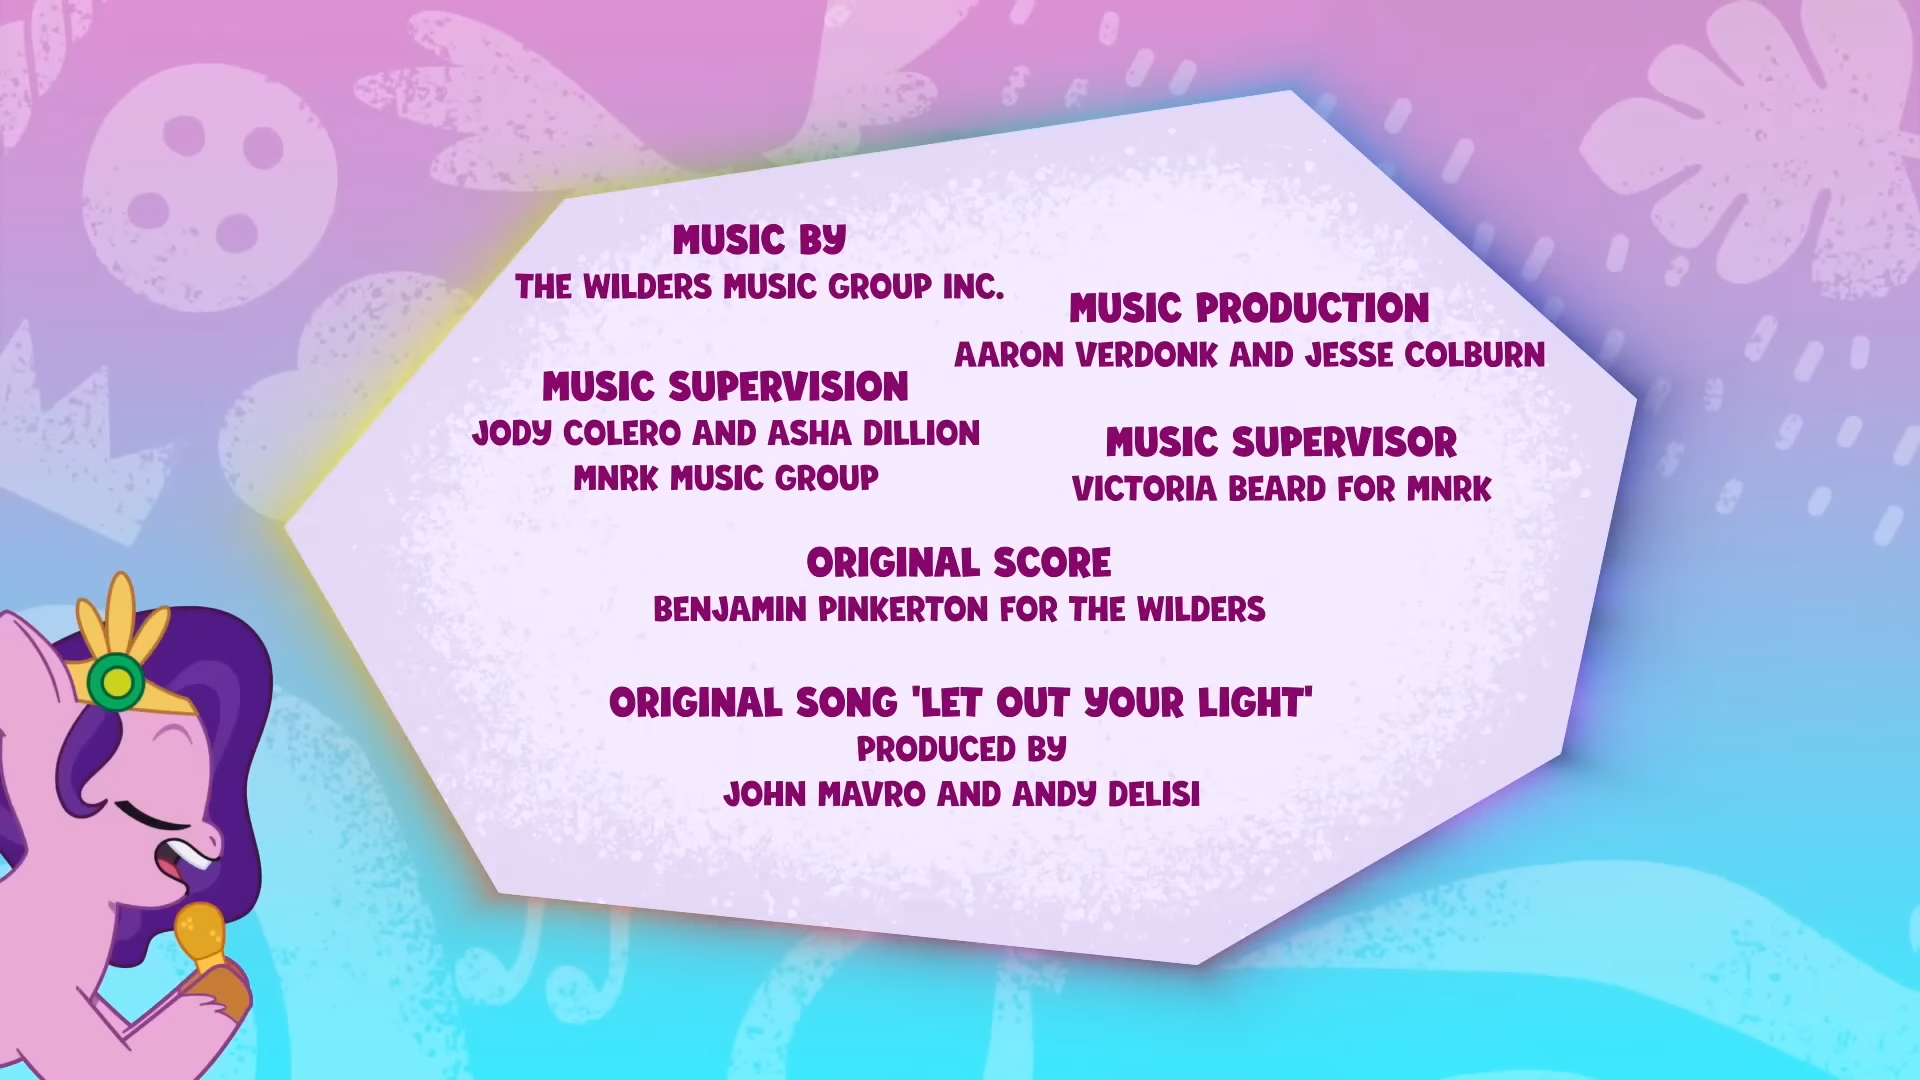 MUSIC BY
THE WILDERS MUSIC GROUP INC.
MUSIC PRODUCTION
AARON VERDONK AND JESSE COLBURN
MUSIC SUPERVISION
JODY COLERO AND ASHA DILLION
MNRK MUSIC GROUP
MUSIC SUPERVISOR
VICTORIA BEARD FOR MNRK
ORIGINAL SCORE
BENJAMIN PINKERTON FOR THE WILDERS
ORIGINAL SONG 'LET OUT YOUR LIGHT'
PRODUCED BY
JOHN MAVRO AND ANDY DELISI